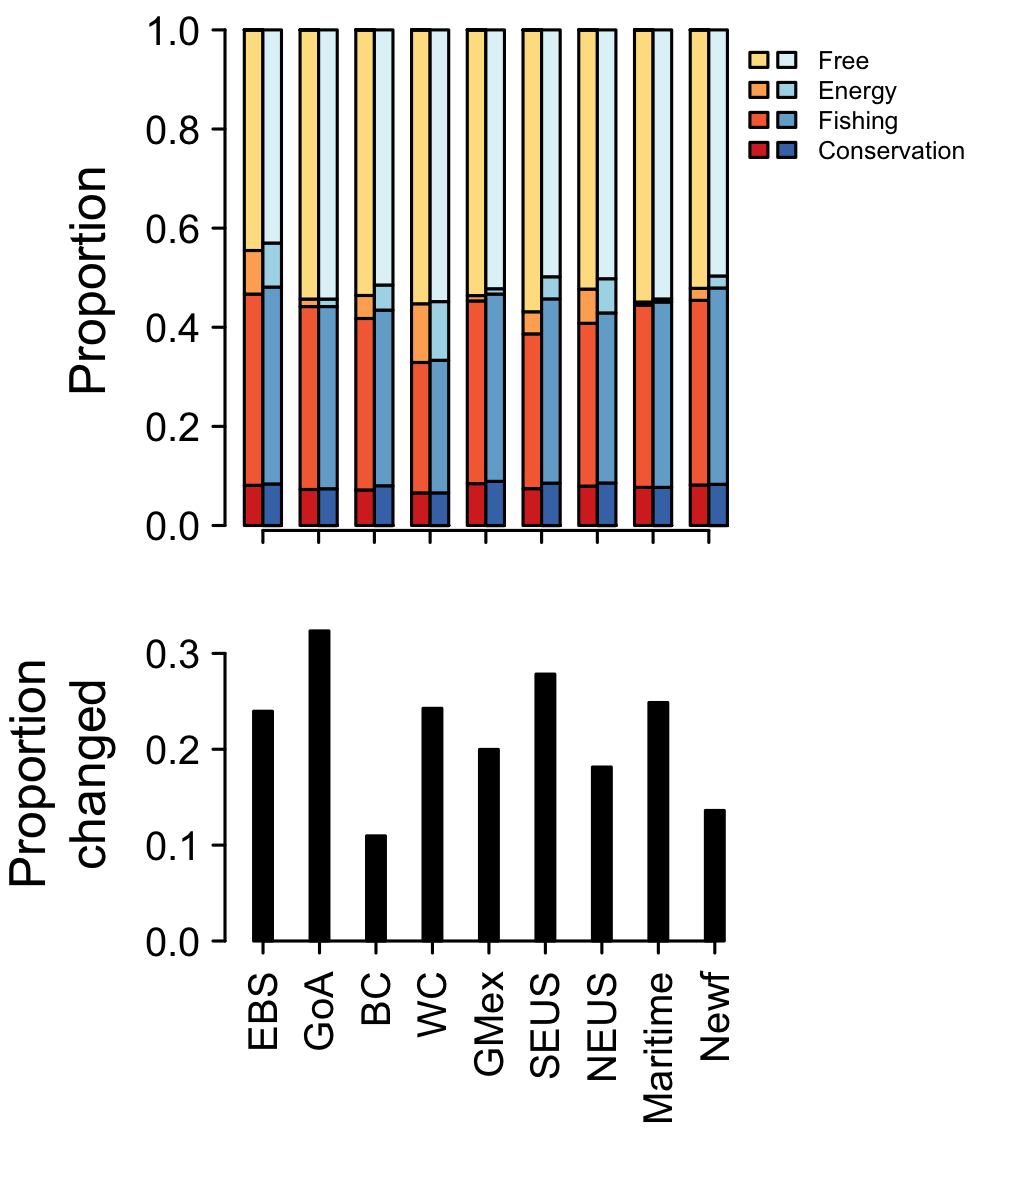 Proportion
1.0
0.8
0.6
0.4
0.2
0.0
Free
Energy
Fishing
Conservation
Proportion
changed
0.3
0.2
0.1
0.0
EBS
GoA
BC
WC
GMex
SEUS
NEUS
Maritime
Newf